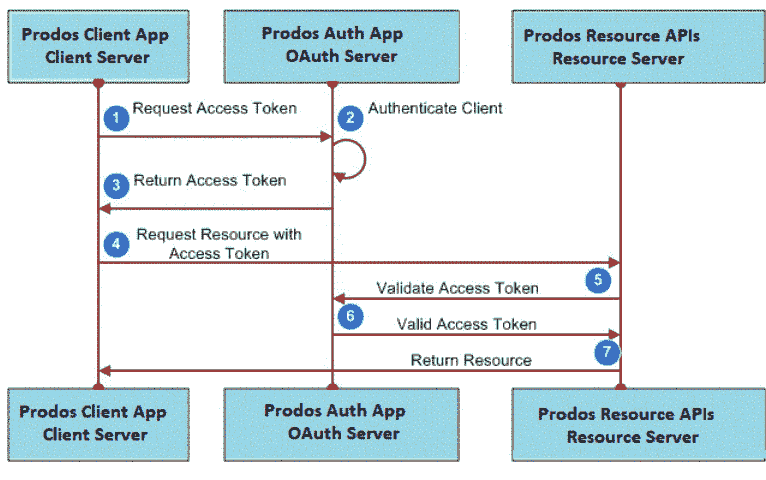 Prodos Client App
Client Server
Prodos Auth App
OAuth Server
Prodos Resource APIs
Resource Server
1
Request Access Token
2
Authenticate Client
3
Return Access Token
4
Request Resource with
Access Token
5
Validate Access Token
6
Valid Access Token
7
Return Resource
Prodos Client App
Client Server
Prodos Auth App
OAuth Server
Prodos Resource APIs
Resource Server